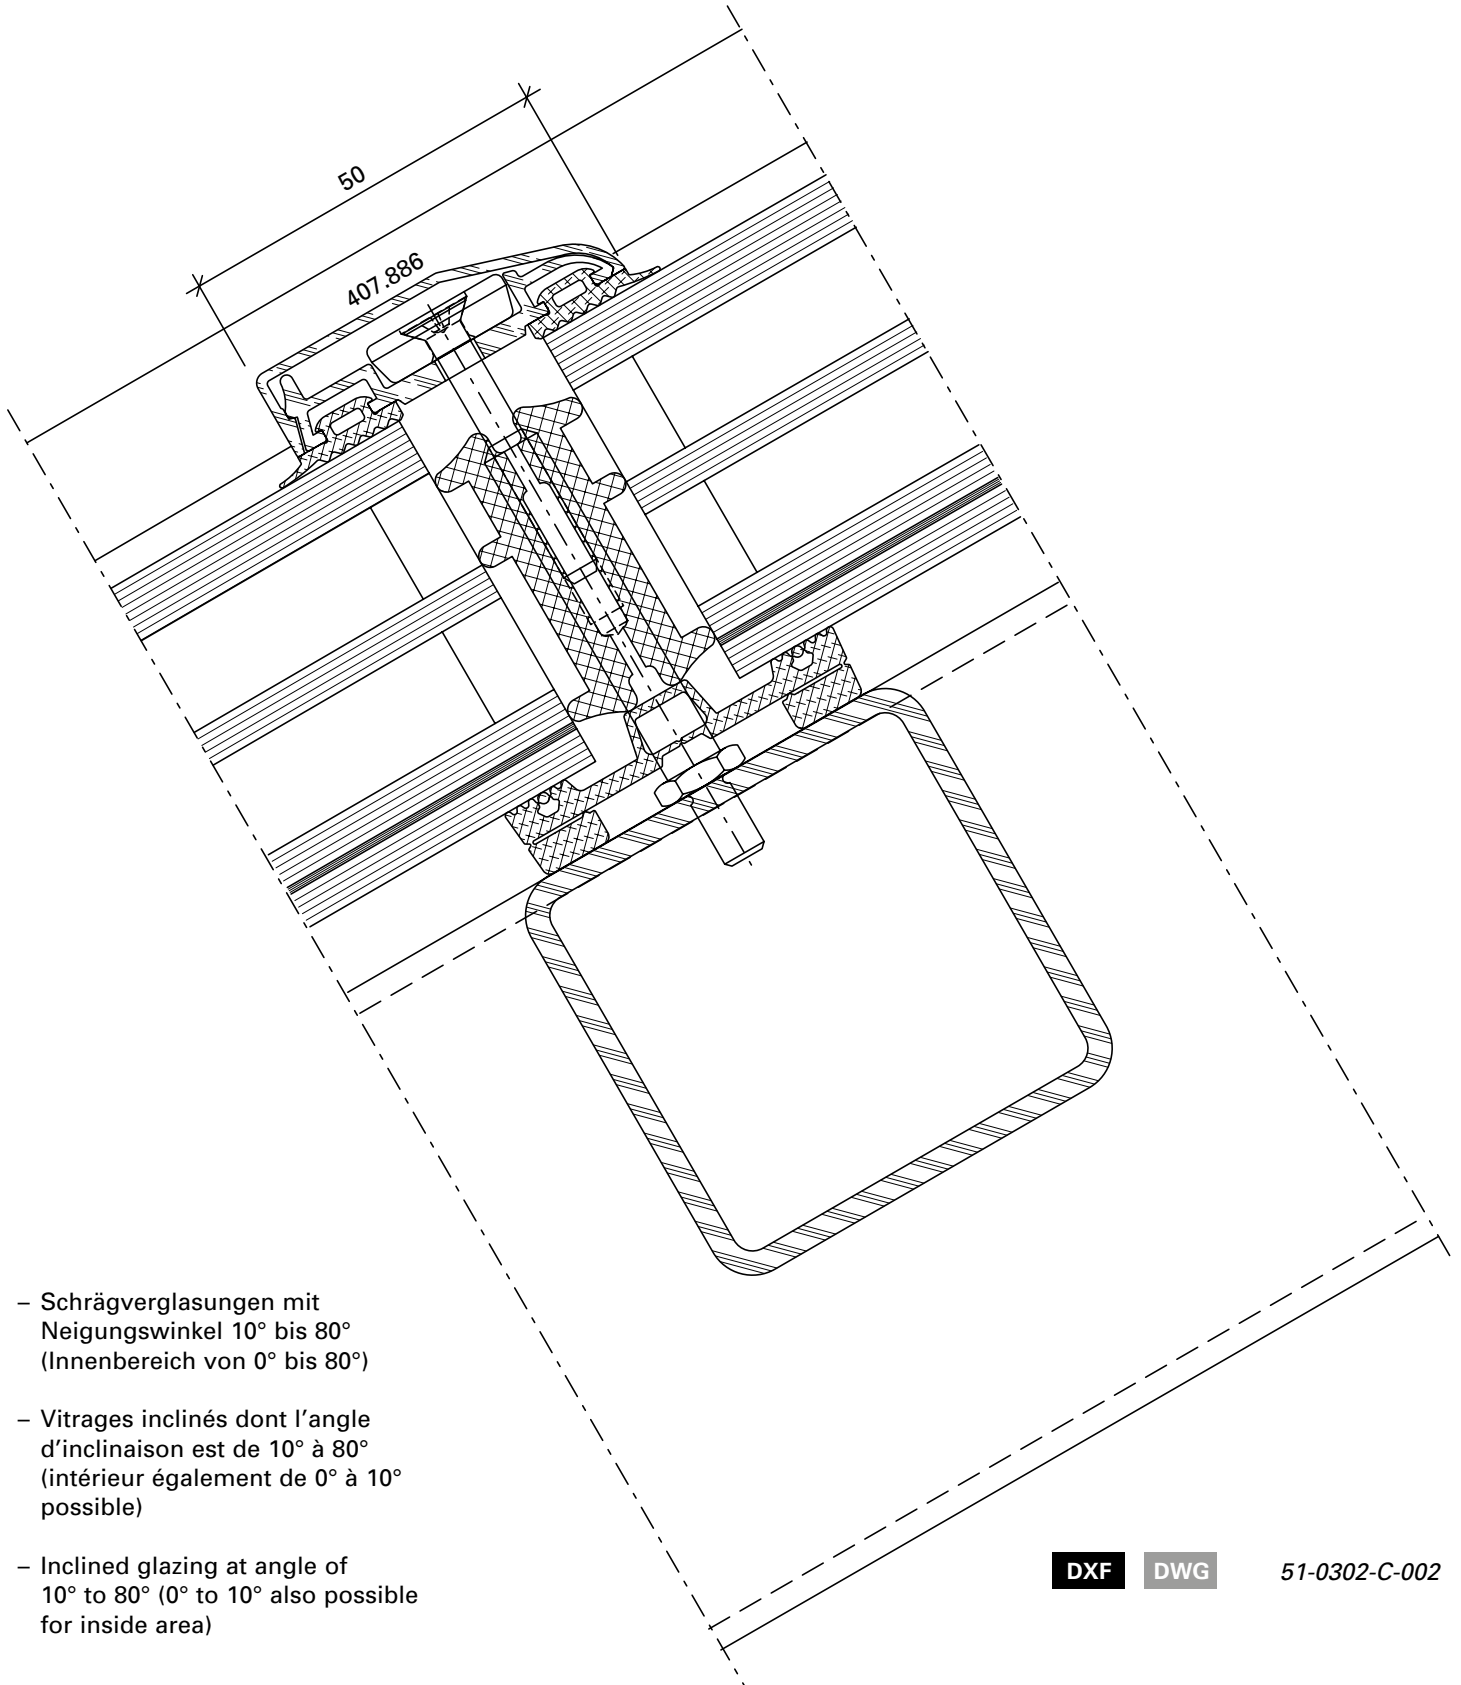 50
407.886
– Schrägverglasungen mit
Neigungswinkel 10° bis 80°
(Innenbereich von 0° bis 80°)
– Vitrages inclinés dont l'angle
d'inclinaison est de 10° à 80°
(intérieur également de 0° à 10°
possible)
– Inclined glazing at angle of
10° to 80° (0° to 10° also possible
for inside area)
DXF DWG 51-0302-C-002